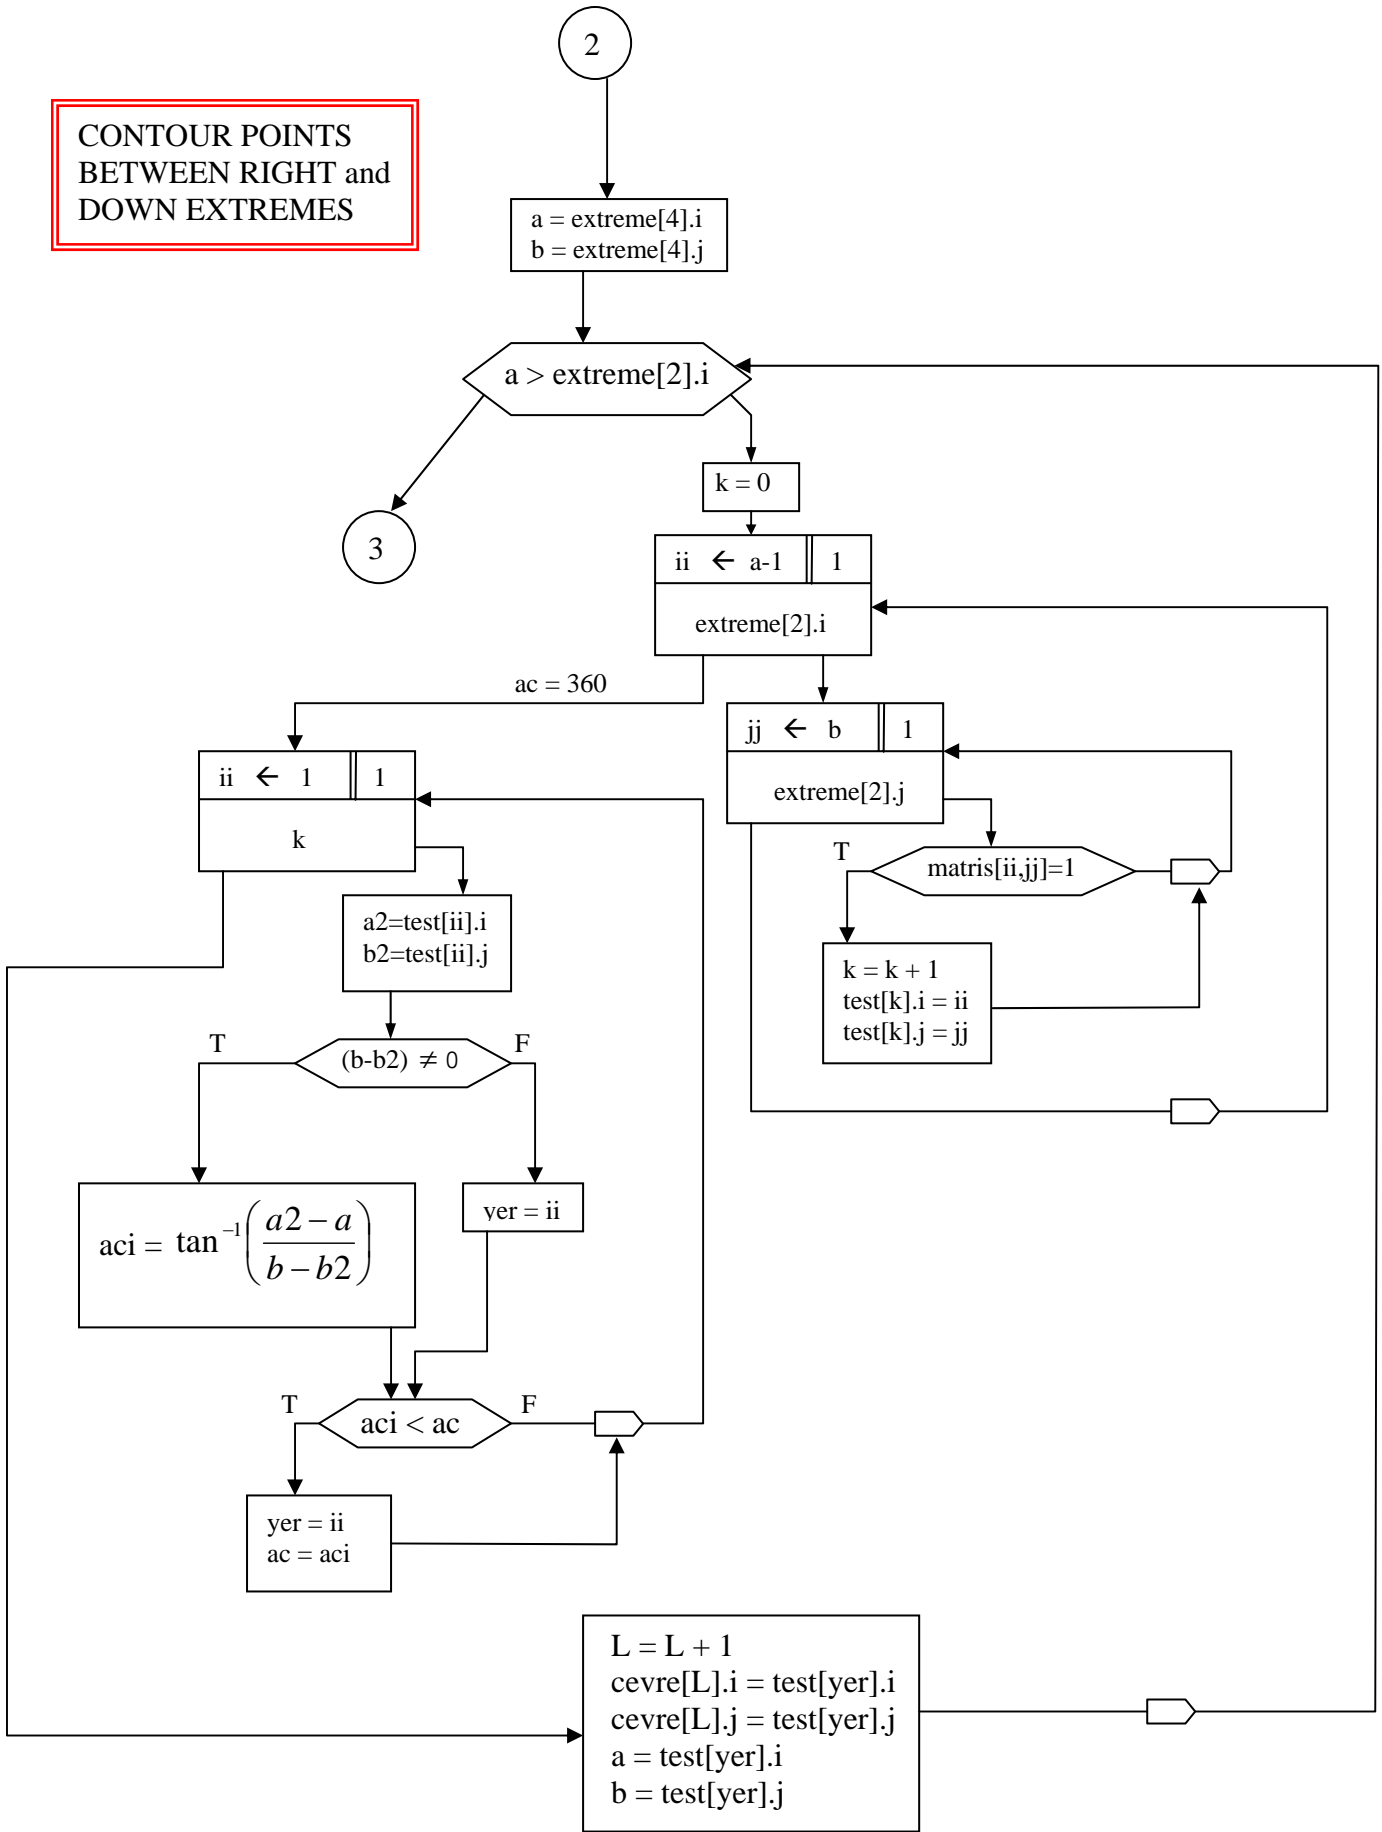 2
CONTOUR POINTS
BETWEEN RIGHT and
DOWN EXTREMES
a = extreme[4].i
b = extreme[4].j
a > extreme[2].i
k = 0
3
ii ← a-1 1
extreme[2].i
ac = 360
jj ← b 1
extreme[2].j
ii ← 1 1
k
T
matris[ii,jj]=1
a2=test[ii].i
b2=test[ii].j
k = k + 1
test[k].i = ii
test[k].j = jj
T
(b-b2) ≠ 0
F
aci = tan⁻¹((a2 − a)/(b − b2))
yer = ii
T
aci < ac
F
yer = ii
ac = aci
L = L + 1
cevre[L].i = test[yer].i
cevre[L].j = test[yer].j
a = test[yer].i
b = test[yer].j